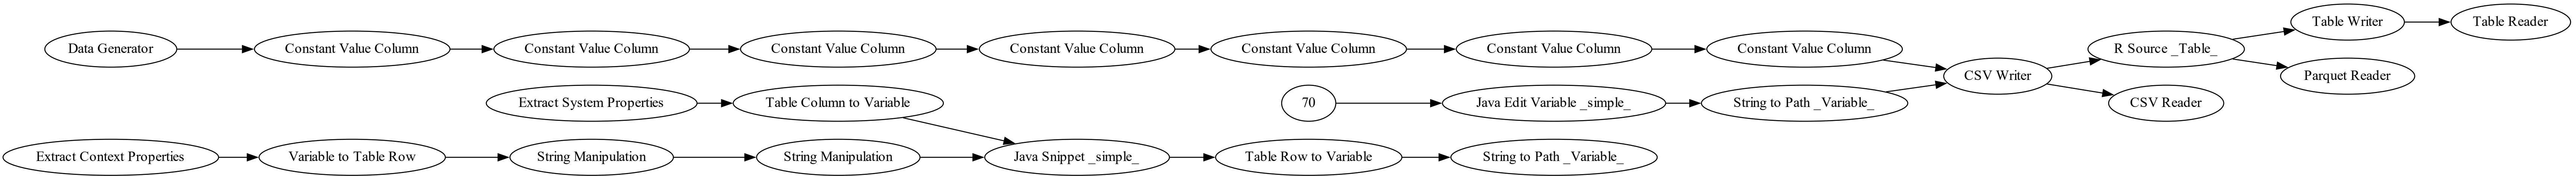 Table Writer
Table Reader
Data Generator
Constant Value Column
Constant Value Column
Constant Value Column
Constant Value Column
Constant Value Column
Constant Value Column
Constant Value Column
R Source _Table_
CSV Writer
Parquet Reader
Extract System Properties
Table Column to Variable
70
Java Edit Variable _simple_
String to Path _Variable_
CSV Reader
Extract Context Properties
Variable to Table Row
String Manipulation
String Manipulation
Java Snippet _simple_
Table Row to Variable
String to Path _Variable_